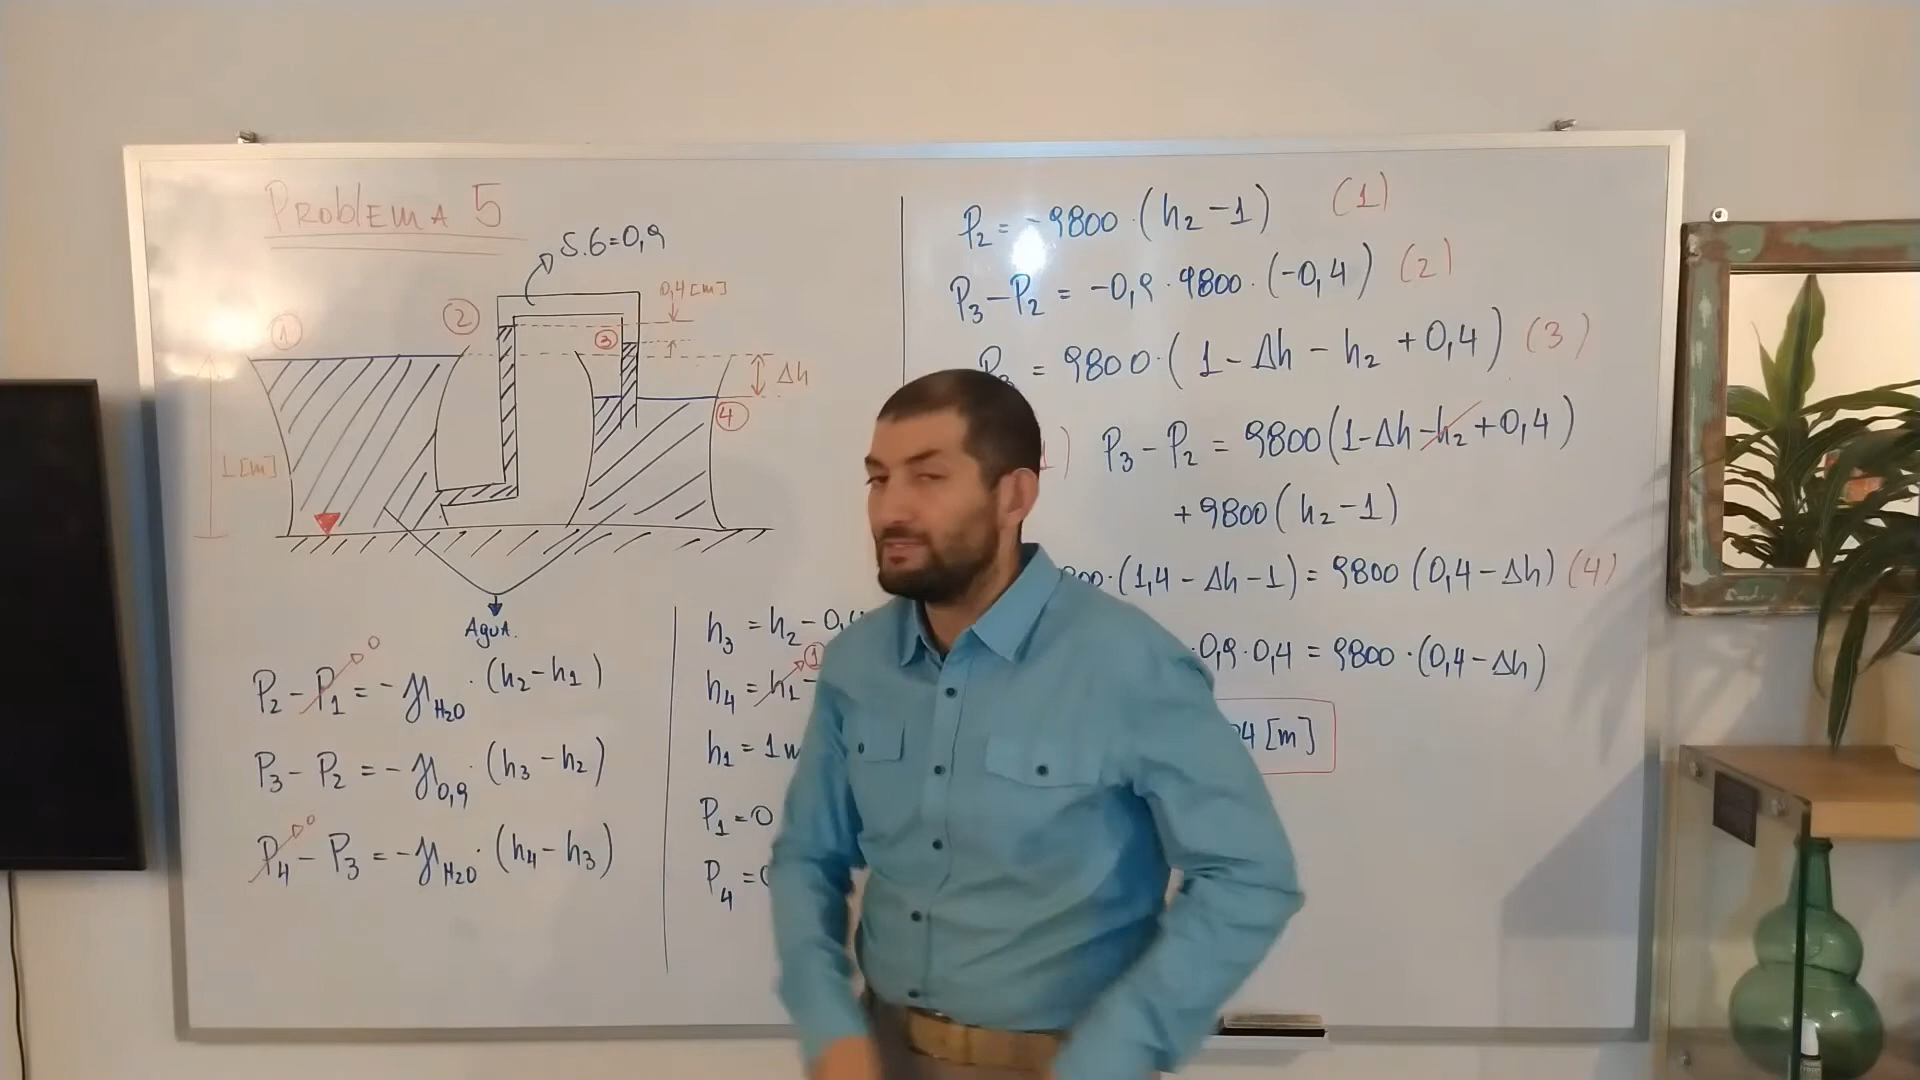 PROBLEMA 5
S.G=0,9
0,4 [m]
① ② ③
Δh
④
1 [m]
AGUA.
P₂ - P₁ = - γH₂O · (h₂ - h₁)
0
P₃ - P₂ = - γ0,9 · (h₃ - h₂)
P₄ - P₃ = - γH₂O · (h₄ - h₃)
0
h₃ = h₂ - 0,4
h₄ = h₁ -
①
h₁ = 1
P₁ = 0
P₄ =
P₂ = -9800 · (h₂ - 1) (1)
P₃ - P₂ = -0,9 · 9800 · (-0,4) (2)
= 9800 · (1 - Δh - h₂ + 0,4) (3)
1) P₃ - P₂ = 9800 (1 - Δh - h₂ + 0,4)
+ 9800 (h₂ - 1)
· (1,4 - Δh - 1) = 9800 (0,4 - Δh) (4)
· 0,9 · 0,4 = 9800 · (0,4 - Δh)
4 [m]